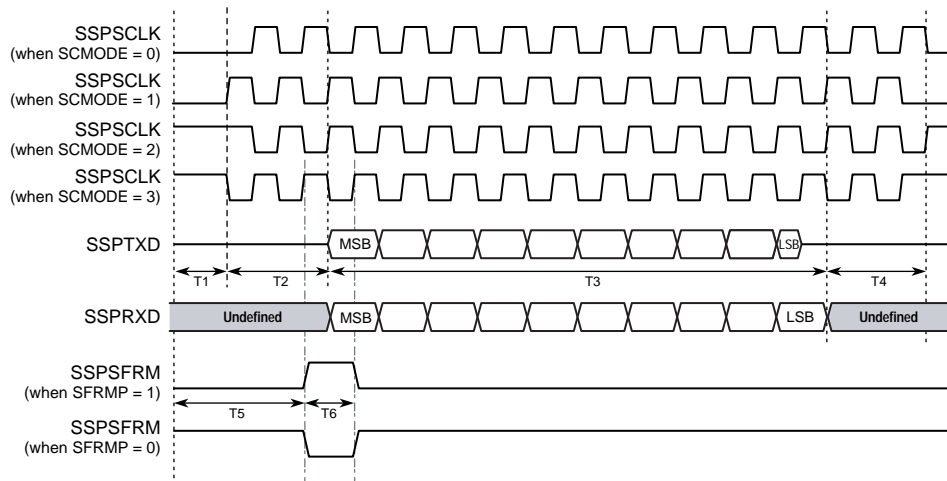 SSPSCLK
(when SCMODE = 0)
SSPSCLK
(when SCMODE = 1)
SSPSCLK
(when SCMODE = 2)
SSPSCLK
(when SCMODE = 3)
SSPTXD
MSB
LSB
T1
T2
T3
T4
SSPRXD
Undefined
MSB
LSB
Undefined
SSPSFRM
(when SFRMP = 1)
T5
T6
SSPSFRM
(when SFRMP = 0)